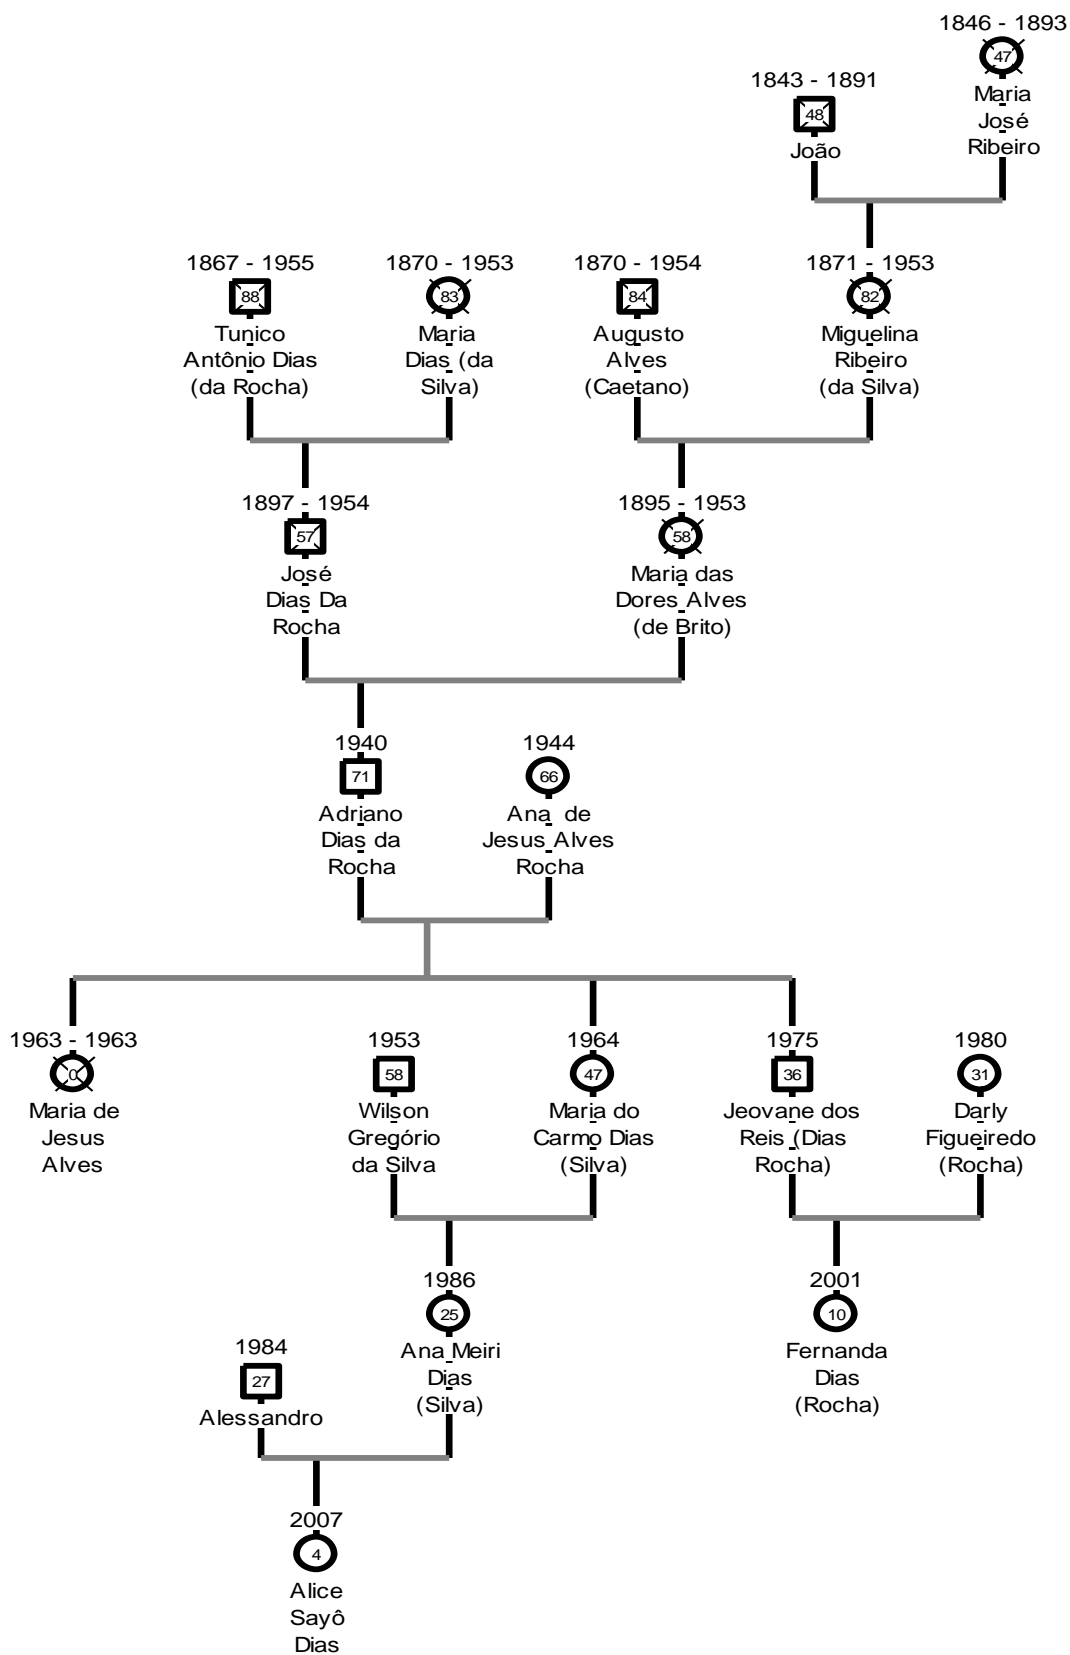 1846 - 1893
47
Maria
José
Ribeiro
1843 - 1891
48
João
1867 - 1955
88
Tunico
Antônio Dias
(da Rocha)
1870 - 1953
83
Maria
Dias (da
Silva)
1870 - 1954
84
Augusto
Alves
(Caetano)
1871 - 1953
82
Miguelina
Ribeiro
(da Silva)
1897 - 1954
57
José
Dias Da
Rocha
1895 - 1953
58
Maria das
Dores Alves
(de Brito)
1940
71
Adriano
Dias da
Rocha
1944
66
Ana de
Jesus Alves
Rocha
1963 - 1963
0
Maria de
Jesus
Alves
1953
58
Wilson
Gregório
da Silva
1964
47
Maria do
Carmo Dias
(Silva)
1975
36
Jeovane dos
Reis (Dias
Rocha)
1980
31
Darly
Figueiredo
(Rocha)
1986
25
Ana Meiri
Dias
(Silva)
2001
10
Fernanda
Dias
(Rocha)
1984
27
Alessandro
2007
4
Alice
Sayô
Dias